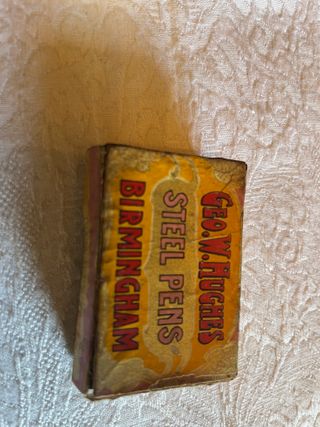 GEO. W. HUGHES
STEEL PENS
BIRMINGHAM